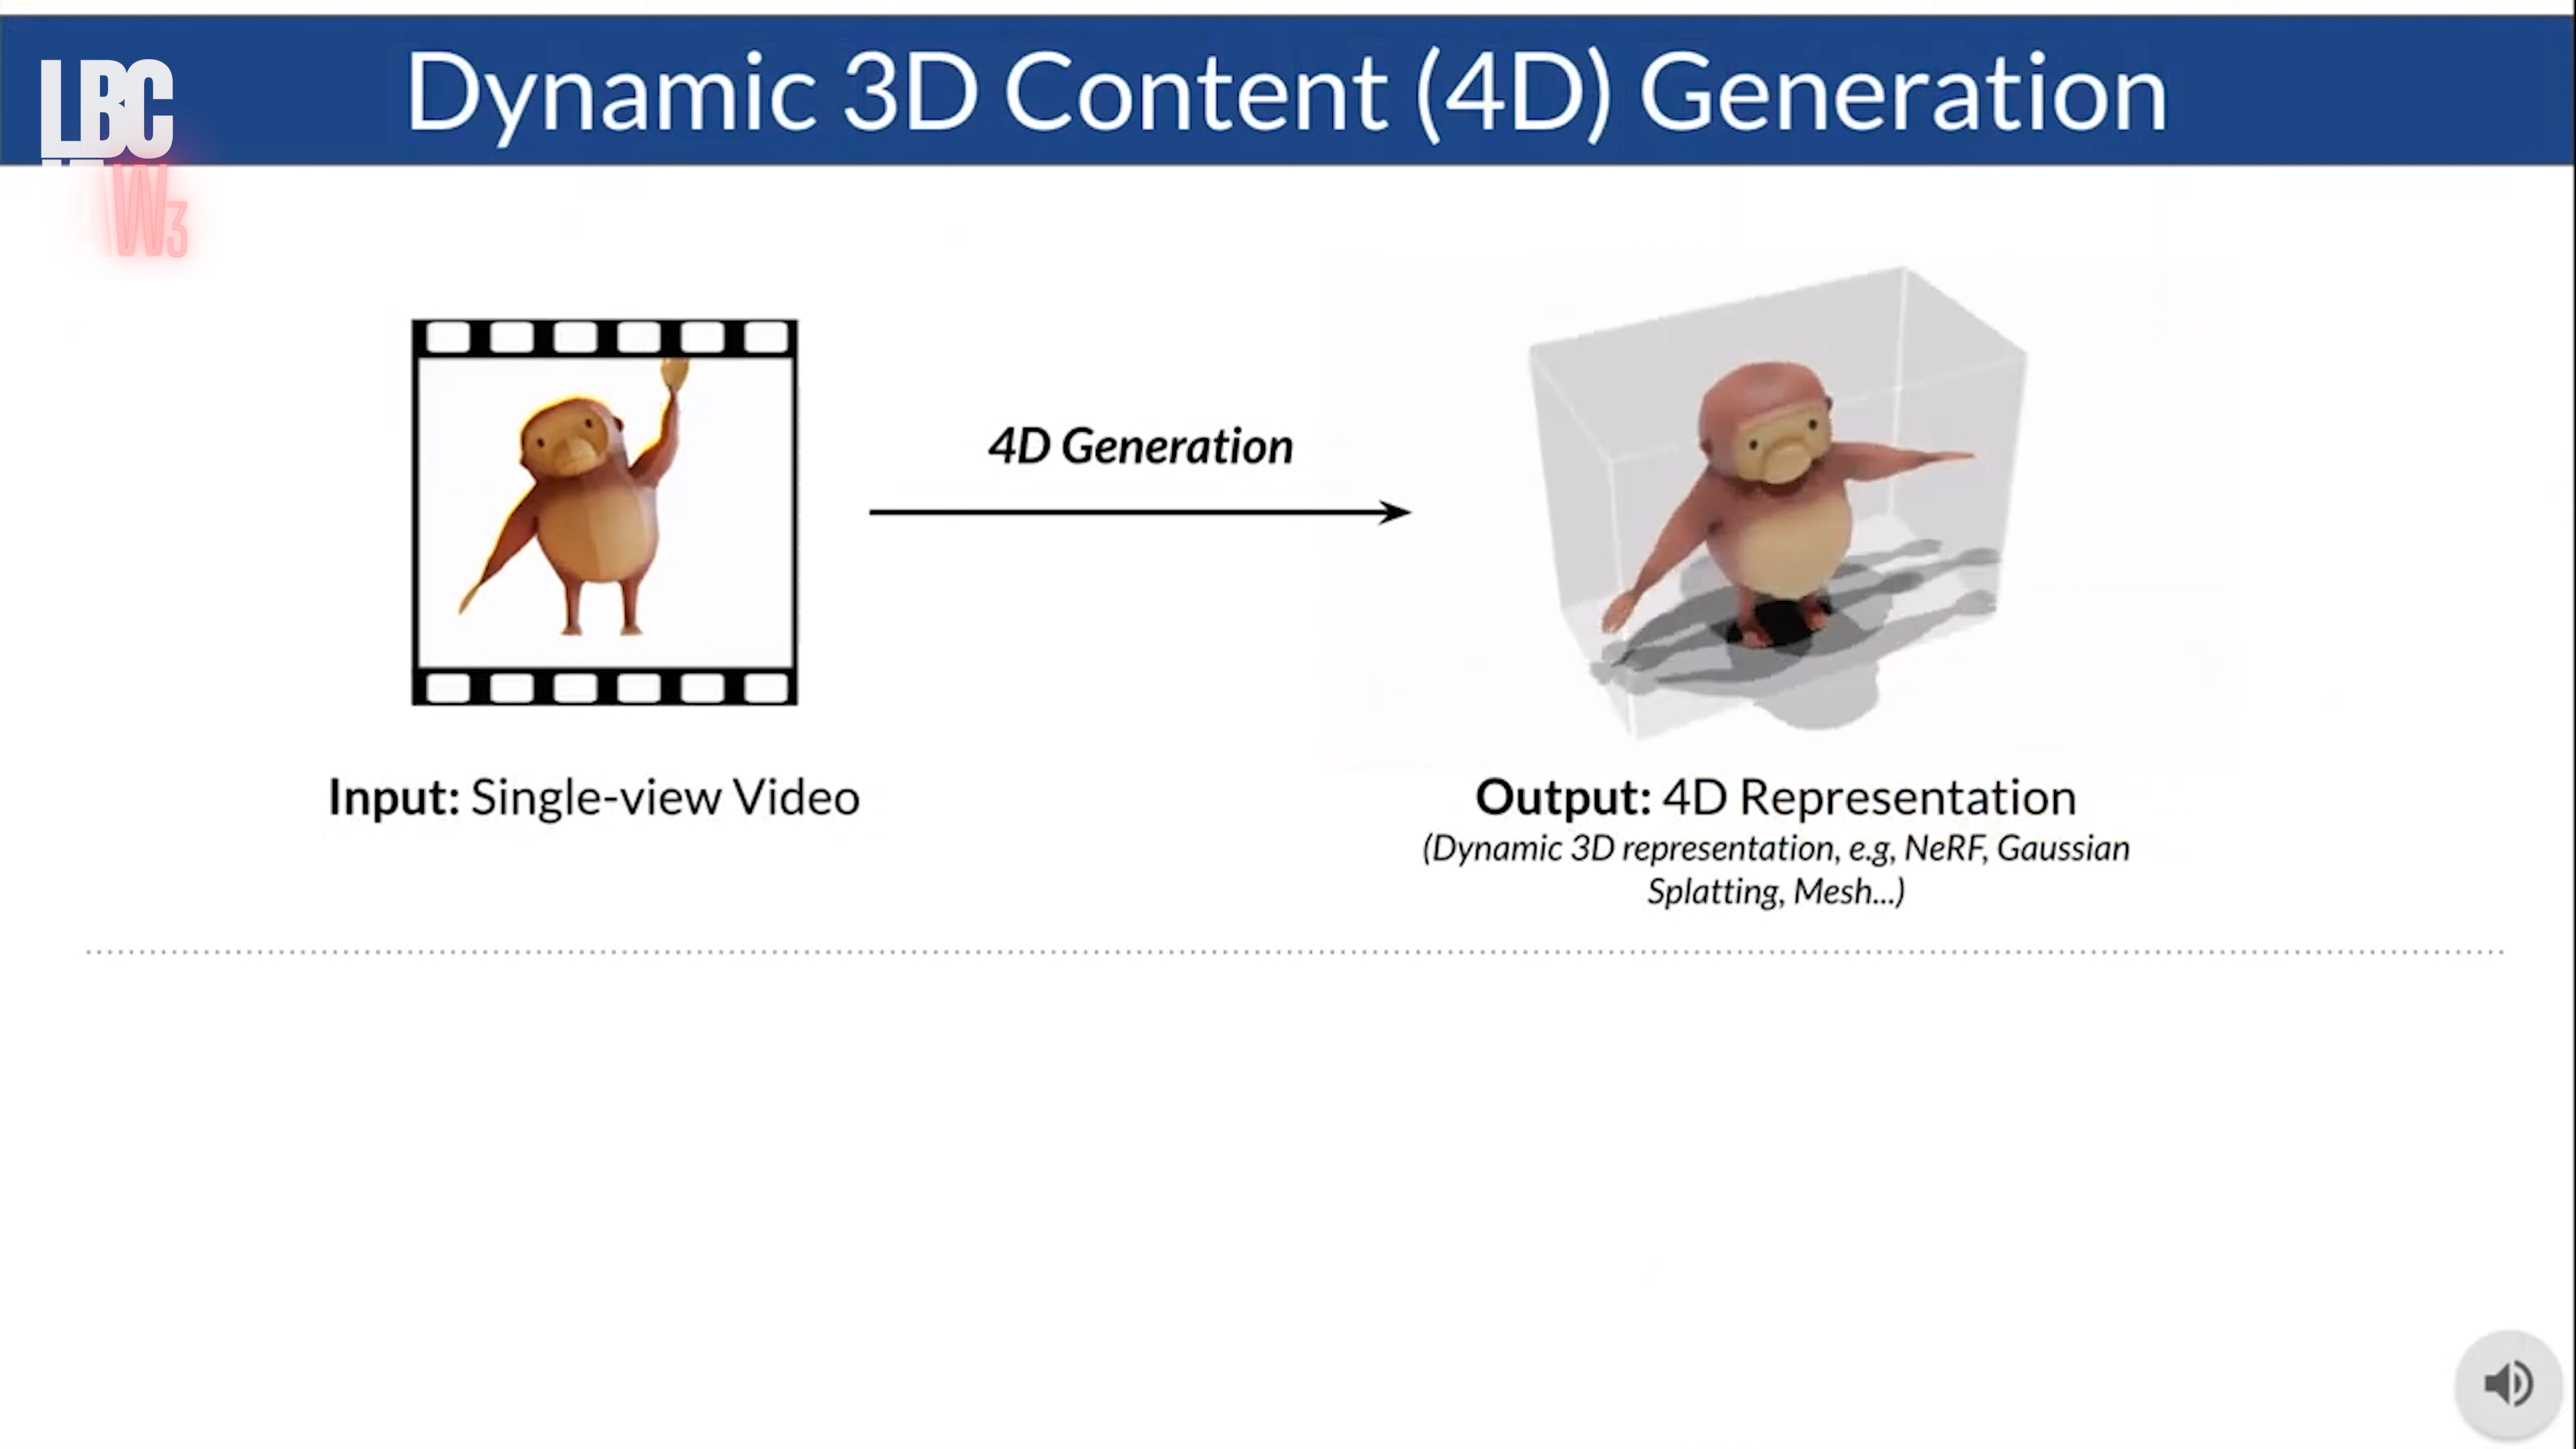 Dynamic 3D Content (4D) Generation
LBC
W3
4D Generation
Input: Single-view Video
Output: 4D Representation
(Dynamic 3D representation, e.g, NeRF, Gaussian
Splatting, Mesh...)